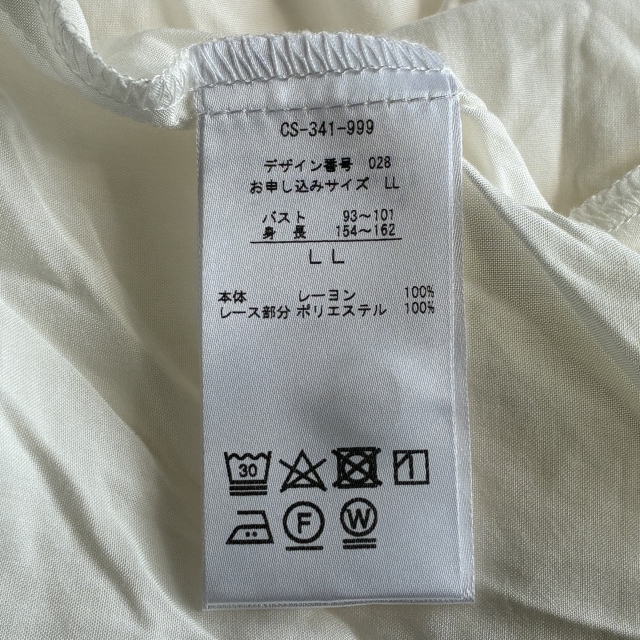 CS-341-999
デザイン番号 028
お申し込みサイズ LL
バスト 93～101
身長 154～162
LL
本体 レーヨン 100%
レース部分 ポリエステル 100%
30
F W